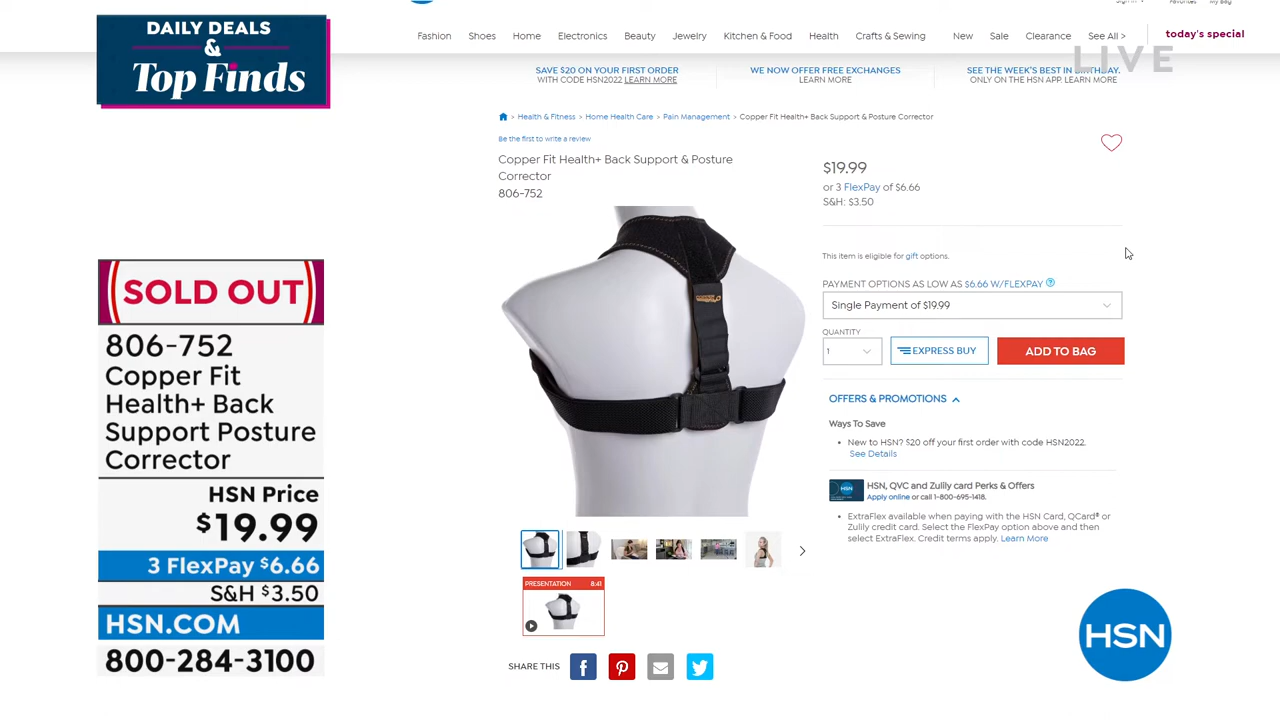 DAILY DEALS
&
Top Finds
Fashion Shoes Home Electronics Beauty Jewelry Kitchen & Food Health Crafts & Sewing New Sale Clearance See All > today's special
LIVE
SAVE $20 ON YOUR FIRST ORDER
WITH CODE HSN2022 LEARN MORE
WE NOW OFFER FREE EXCHANGES
LEARN MORE
SEE THE WEEK'S BEST IN BIRTHDAY.
ONLY ON THE HSN APP. LEARN MORE
Health & Fitness > Home Health Care > Pain Management > Copper Fit Health+ Back Support & Posture Corrector
Be the first to write a review
Copper Fit Health+ Back Support & Posture
Corrector
806-752
$19.99
or 3 FlexPay of $6.66
S&H: $3.50
This item is eligible for gift options.
PAYMENT OPTIONS AS LOW AS $6.66 W/FLEXPAY ?
Single Payment of $19.99
QUANTITY
1
EXPRESS BUY
ADD TO BAG
OFFERS & PROMOTIONS
Ways To Save
• New to HSN? $20 off your first order with code HSN2022.
See Details
HSN
HSN, QVC and Zulily card Perks & Offers
Apply online or call 1-800-695-1418.
• ExtraFlex available when paying with the HSN Card, QCard® or
Zulily credit card. Select the FlexPay option above and then
select ExtraFlex. Credit terms apply. Learn More
PRESENTATION 8:41
SHARE THIS
SOLD OUT
806-752
Copper Fit
Health+ Back
Support Posture
Corrector
HSN Price
$19.99
3 FlexPay $6.66
S&H $3.50
HSN.COM
800-284-3100
HSN